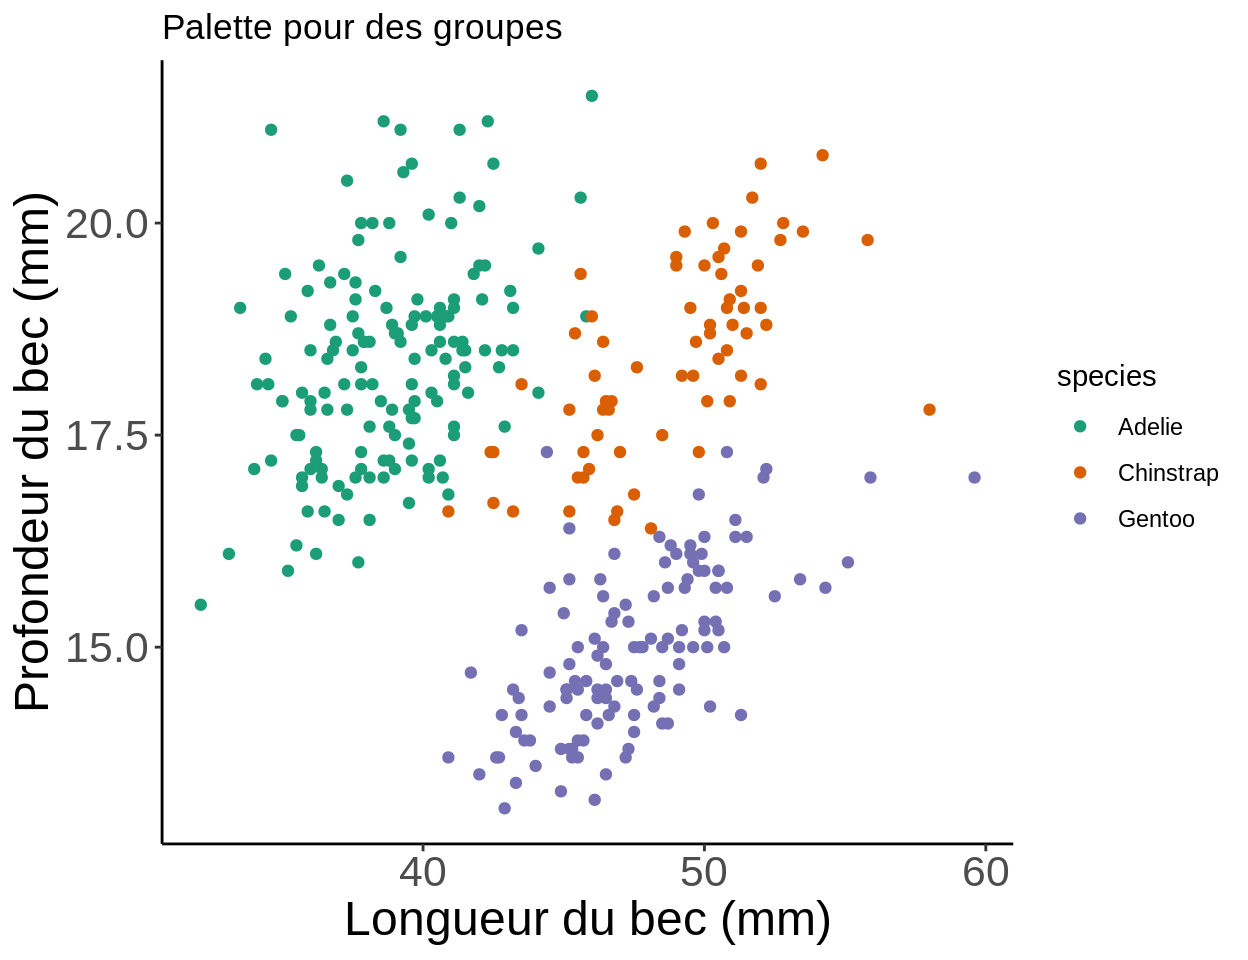 Palette pour des groupes
Profondeur du bec (mm)
20.0
17.5
15.0
40
50
60
Longueur du bec (mm)
species
Adelie
Chinstrap
Gentoo